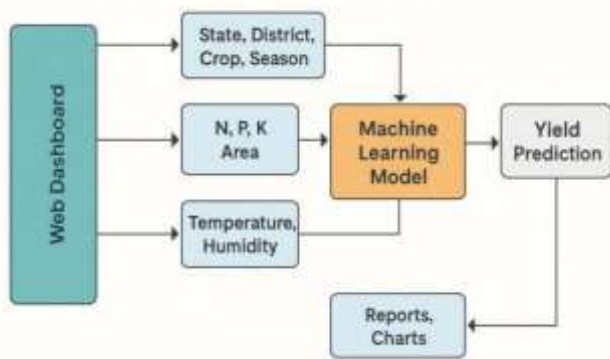 Web Dashboard
State, District,
Crop, Season
N, P, K
Area
Temperature,
Humidity
Machine
Learning
Model
Yield
Prediction
Reports,
Charts